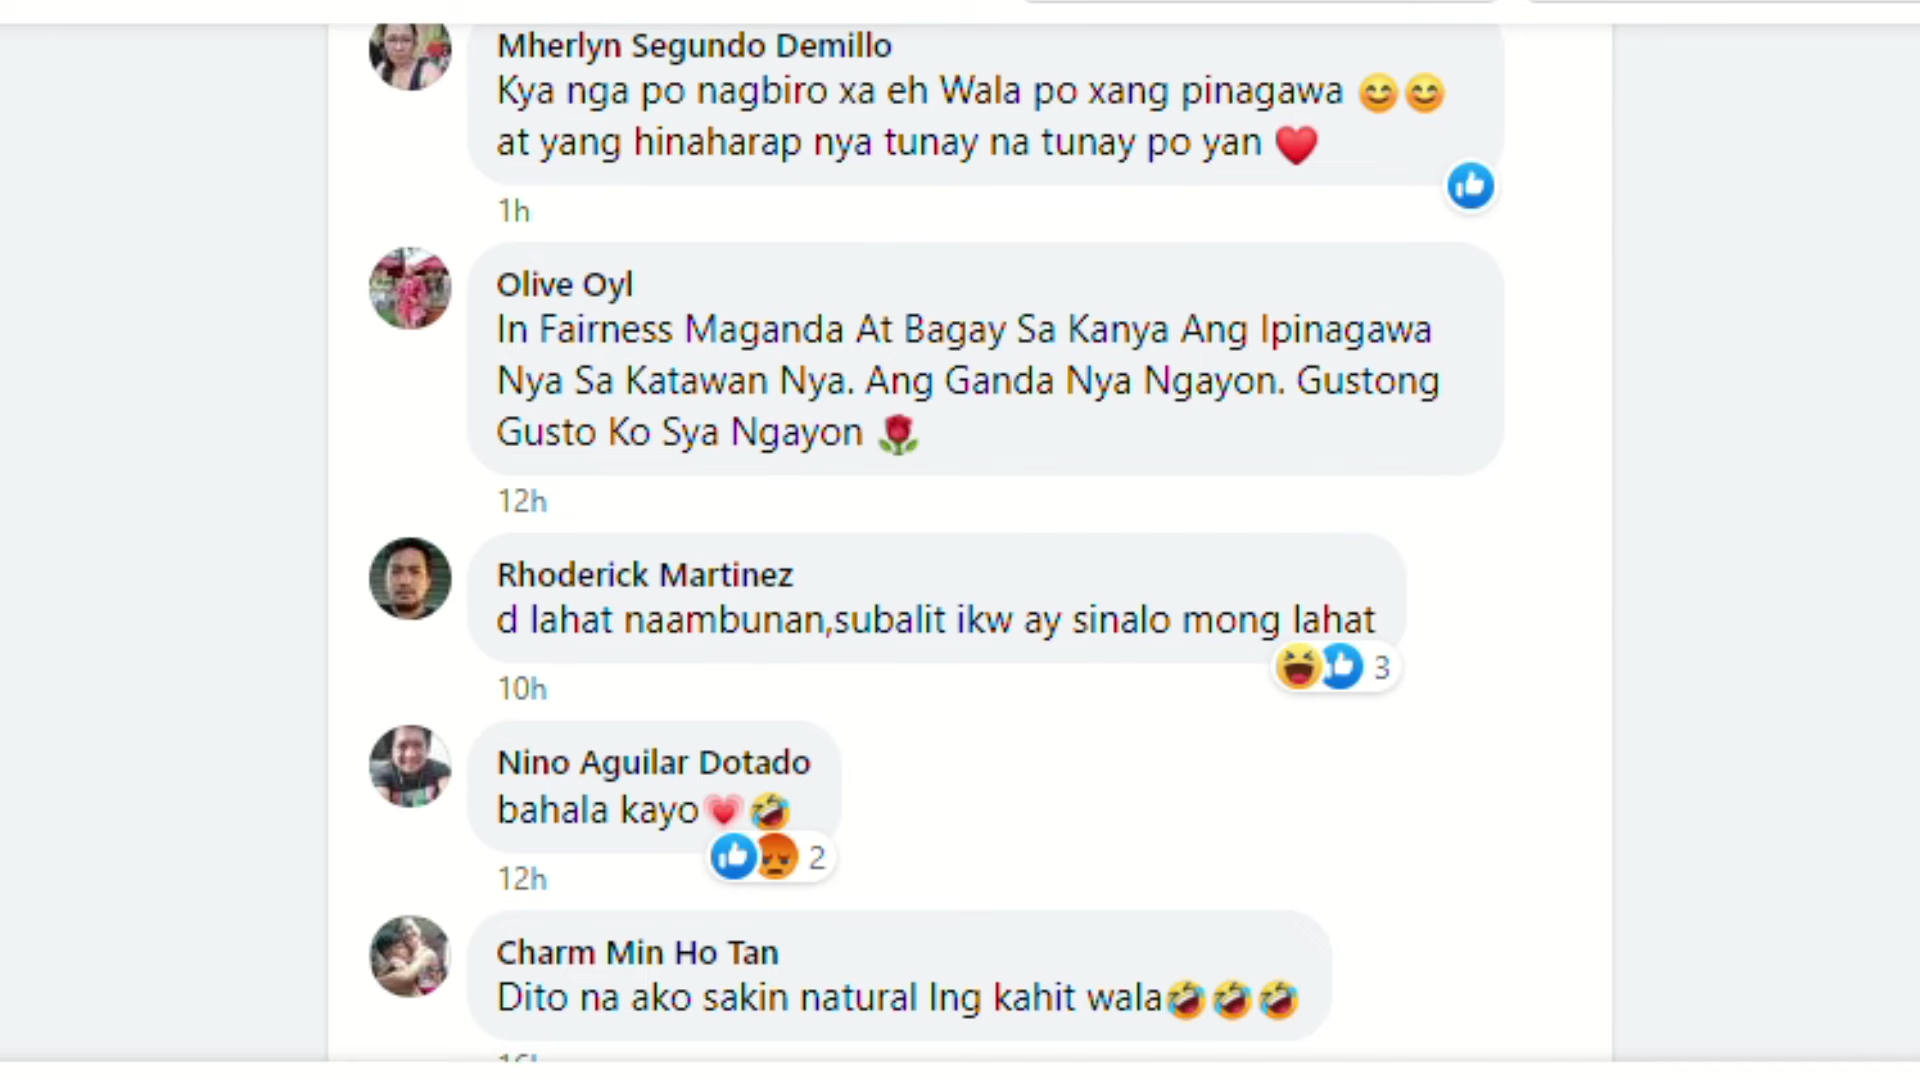 Mherlyn Segundo Demillo
Kya nga po nagbiro xa eh Wala po xang pinagawa 😊😊
at yang hinaharap nya tunay na tunay po yan ❤️
1h
Olive Oyl
In Fairness Maganda At Bagay Sa Kanya Ang Ipinagawa
Nya Sa Katawan Nya. Ang Ganda Nya Ngayon. Gustong
Gusto Ko Sya Ngayon 🌹
12h
Rhoderick Martinez
d lahat naambunan,subalit ikw ay sinalo mong lahat
3
10h
Nino Aguilar Dotado
bahala kayo💗🤣
2
12h
Charm Min Ho Tan
Dito na ako sakin natural lng kahit wala🤣🤣🤣